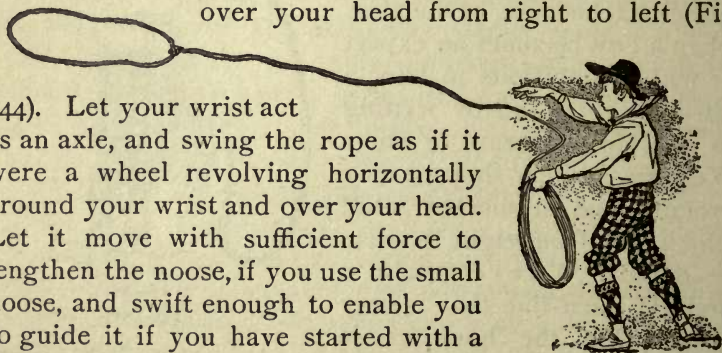 over your head from right to left (Fi
44). Let your wrist act
s an axle, and swing the rope as if it
were a wheel revolving horizontally
round your wrist and over your head.
Let it move with sufficient force to
engthen the noose, if you use the small
oose, and swift enough to enable you
o guide it if you have started with a